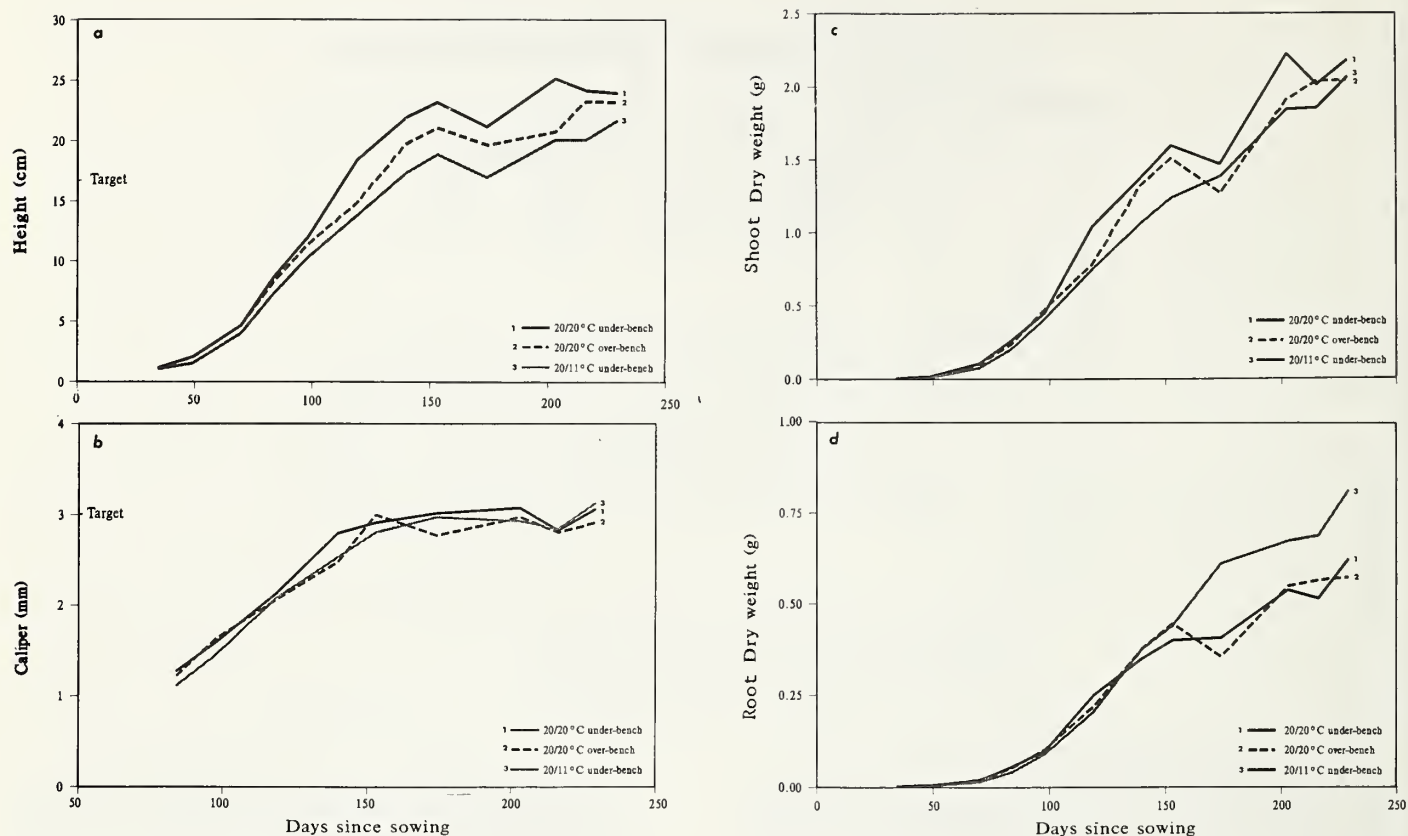 a
30
25
20
15
10
5
0
Height (cm)
Target
1
2
3
1 20/20°C under-bench
2 20/20°C over-bench
3 20/11°C under-bench
0 50 100 150 200 250
b
4
3
2
1
0
Caliper (mm)
Target
3
1
2
1 20/20°C under-bench
2 20/20°C over-bench
3 20/11°C under-bench
50 100 150 200 250
Days since sowing
c
2.5
2.0
1.5
1.0
0.5
0.0
Shoot Dry weight (g)
1
3
2
1 20/20°C under-bench
2 20/20°C over-bench
3 20/11°C under-bench
d
1.00
0.75
0.50
0.25
0.00
Root Dry weight (g)
3
1
2
1 20/20°C under-bench
2 20/20°C over-bench
3 20/11°C under-bench
0 50 100 150 200 250
Days since sowing